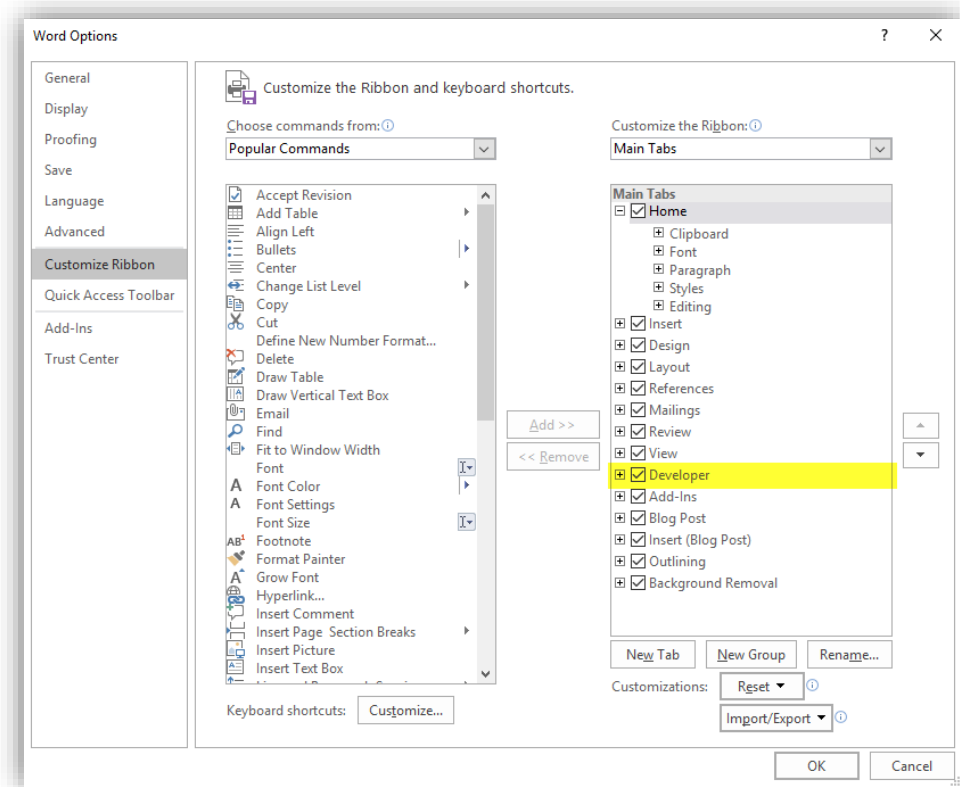 Word Options
?
General
Display
Proofing
Save
Language
Advanced
Customize Ribbon
Quick Access Toolbar
Add-Ins
Trust Center
Customize the Ribbon and keyboard shortcuts.
Choose commands from:
Popular Commands
Accept Revision
Add Table
Align Left
Bullets
Center
Change List Level
Copy
Cut
Define New Number Format...
Delete
Draw Table
Draw Vertical Text Box
Email
Find
Fit to Window Width
Font
Font Color
Font Settings
Font Size
Footnote
Format Painter
Grow Font
Hyperlink...
Insert Comment
Insert Page Section Breaks
Insert Picture
Insert Text Box
Keyboard shortcuts: Customize...
Add >>
<< Remove
Customize the Ribbon:
Main Tabs
Main Tabs
Home
Clipboard
Font
Paragraph
Styles
Editing
Insert
Design
Layout
References
Mailings
Review
View
Developer
Add-Ins
Blog Post
Insert (Blog Post)
Outlining
Background Removal
New Tab New Group Rename...
Customizations: Reset
Import/Export
OK Cancel